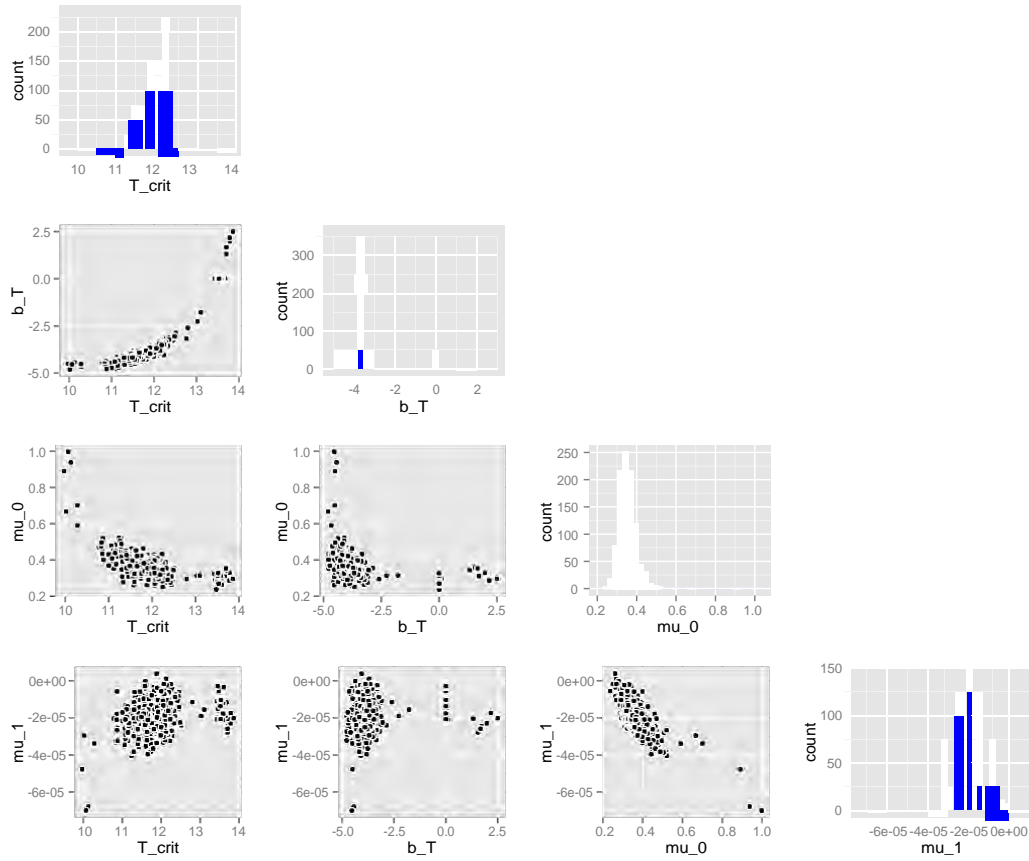 200
150
100
50
0
count
10 11 12 13 14
T_crit
2.5
0.0
-2.5
-5.0
b_T
10 11 12 13 14
T_crit
300
200
100
0
count
-4 -2 0 2
b_T
1.0
0.8
0.6
0.4
0.2
mu_0
10 11 12 13 14
T_crit
1.0
0.8
0.6
0.4
0.2
mu_0
-5.0 -2.5 0.0 2.5
b_T
250
200
150
100
50
0
count
0.2 0.4 0.6 0.8 1.0
mu_0
0e+00
-2e-05
-4e-05
-6e-05
mu_1
10 11 12 13 14
T_crit
0e+00
-2e-05
-4e-05
-6e-05
mu_1
-5.0 -2.5 0.0 2.5
b_T
0e+00
-2e-05
-4e-05
-6e-05
mu_1
0.2 0.4 0.6 0.8 1.0
mu_0
150
100
50
0
count
-6e-05 -4e-05 -2e-05 0e+00
mu_1